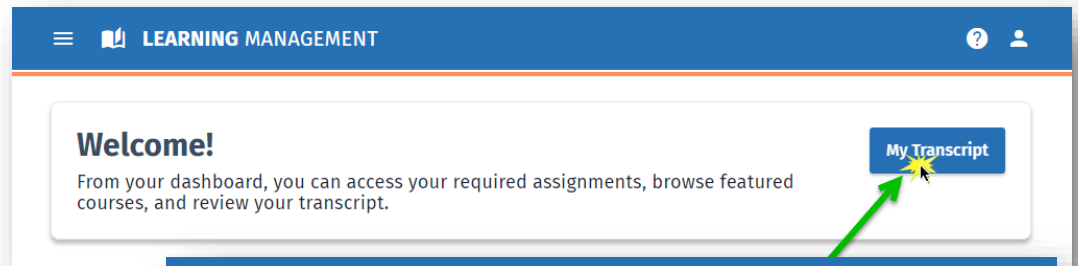 LEARNING MANAGEMENT
Welcome!
My Transcript
From your dashboard, you can access your required assignments, browse featured
courses, and review your transcript.